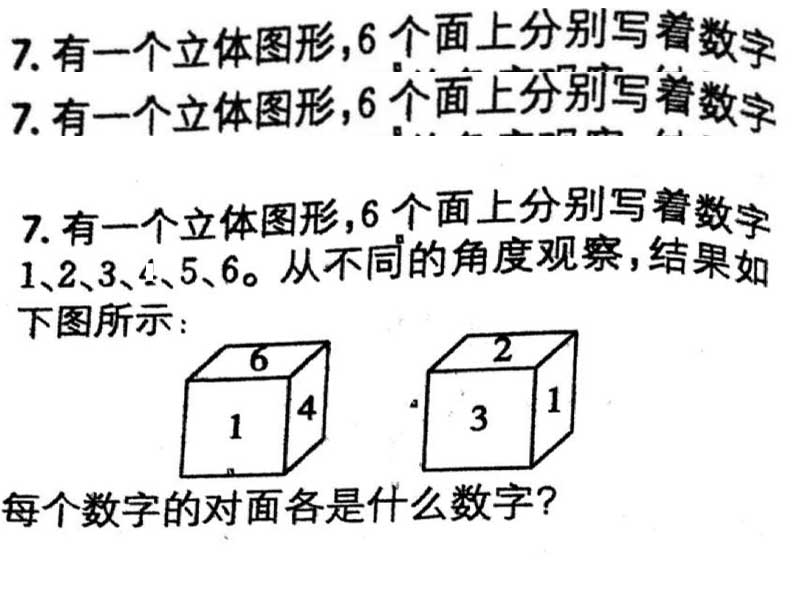 7. 有一个立体图形,6个面上分别写着数字
7. 有一个立体图形,6个面上分别写着数字
7. 有一个立体图形,6个面上分别写着数字
1、2、3、4、5、6。从不同的角度观察,结果如
下图所示:
6
1
4
2
3
1
每个数字的对面各是什么数字?